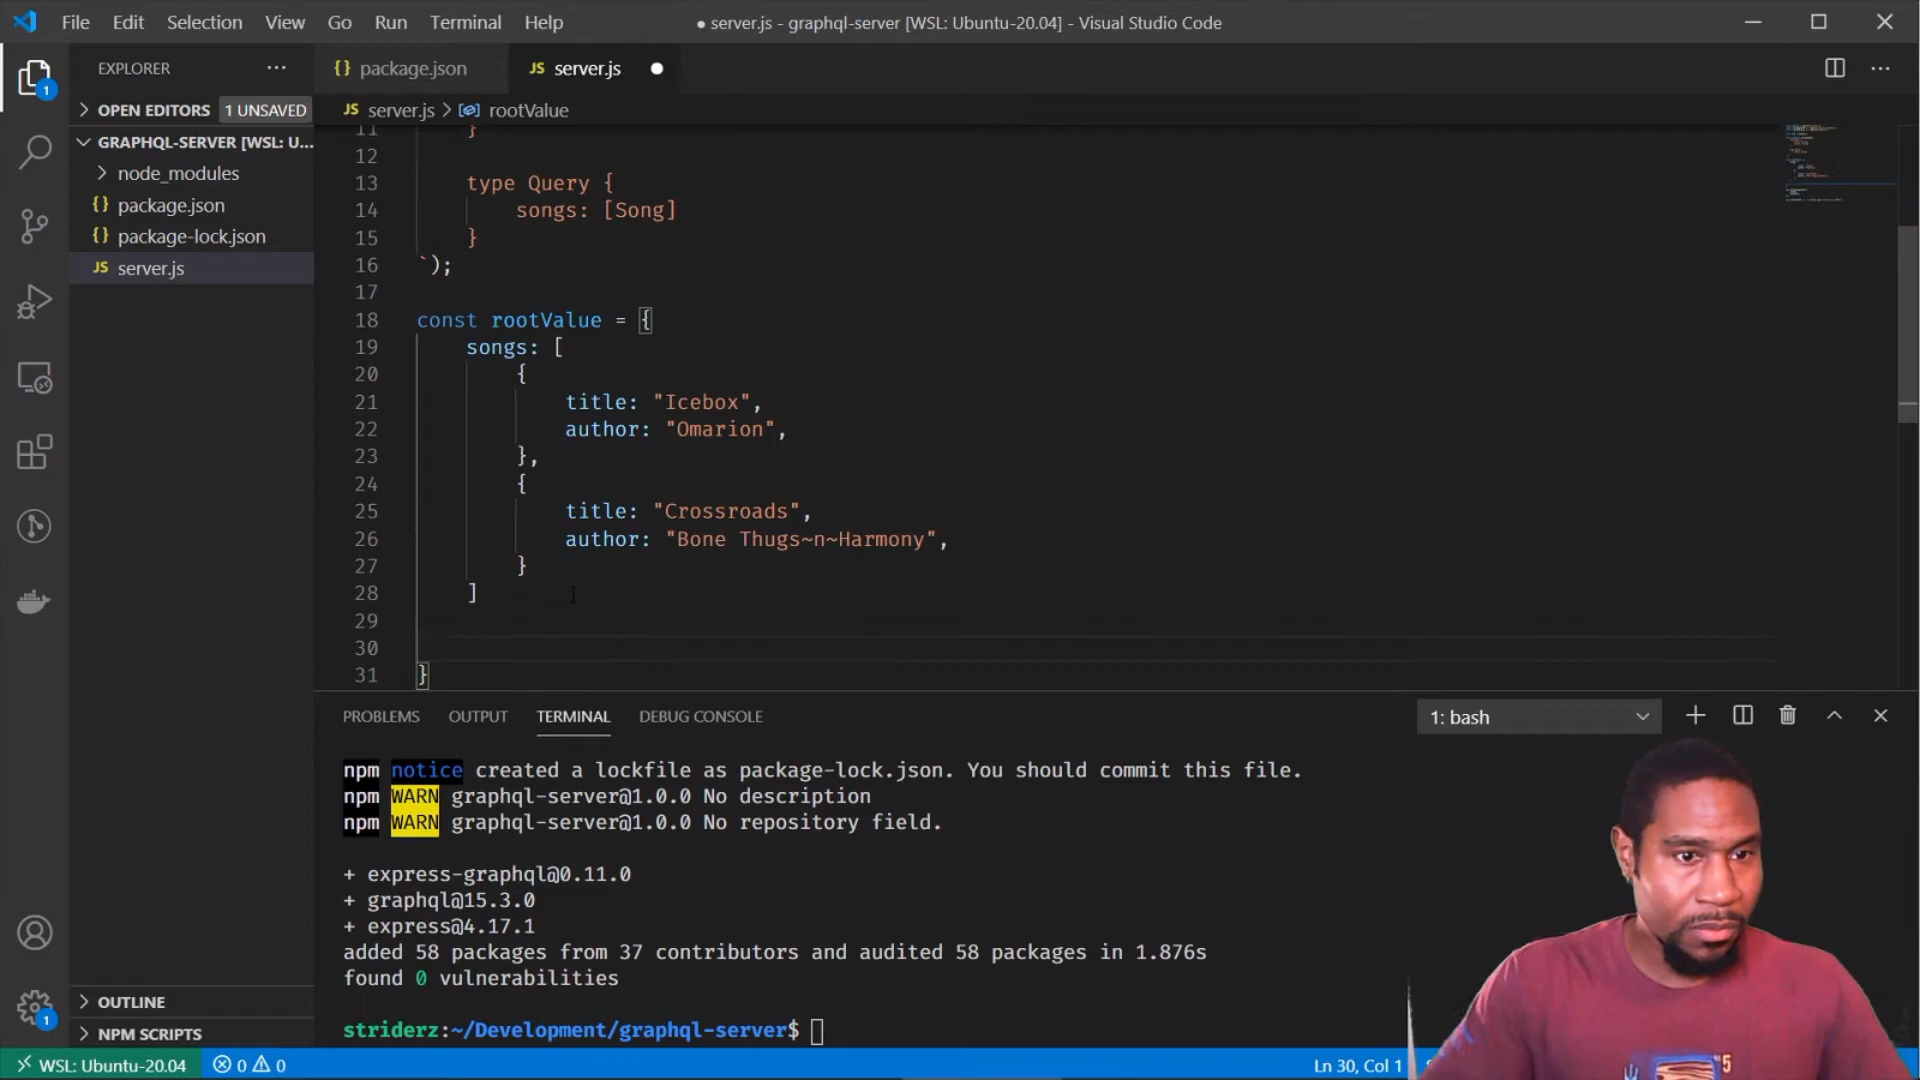 File Edit Selection View Go Run Terminal Help
● server.js - graphql-server [WSL: Ubuntu-20.04] - Visual Studio Code
EXPLORER
OPEN EDITORS 1 UNSAVED
GRAPHQL-SERVER [WSL: U...
node_modules
{} package.json
{} package-lock.json
JS server.js
OUTLINE
NPM SCRIPTS
1
1
{} package.json
JS server.js ●
JS server.js > rootValue
11 }
12
13 type Query {
14 songs: [Song]
15 }
16 `);
17
18 const rootValue = {
19 songs: [
20 {
21 title: "Icebox",
22 author: "Omarion",
23 },
24 {
25 title: "Crossroads",
26 author: "Bone Thugs~n~Harmony",
27 }
28 ]
29
30
31 }
PROBLEMS OUTPUT TERMINAL DEBUG CONSOLE
1: bash
npm notice created a lockfile as package-lock.json. You should commit this file.
npm WARN graphql-server@1.0.0 No description
npm WARN graphql-server@1.0.0 No repository field.
+ express-graphql@0.11.0
+ graphql@15.3.0
+ express@4.17.1
added 58 packages from 37 contributors and audited 58 packages in 1.876s
found 0 vulnerabilities
striderz:~/Development/graphql-server$
WSL: Ubuntu-20.04 0 0
Ln 30, Col 1